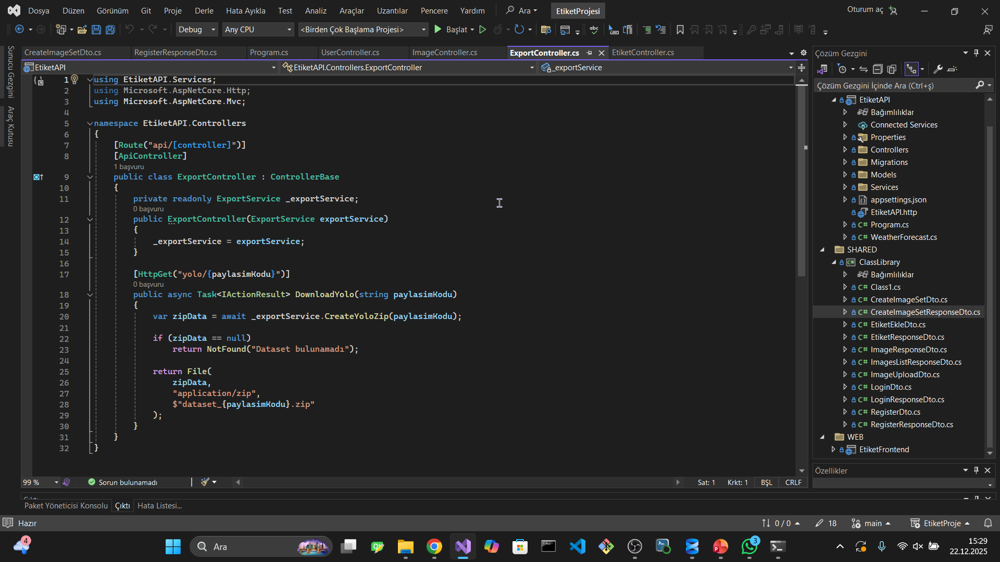 Dosya Düzen Görünüm Git Proje Derle Hata Ayıkla Test Analiz Araçlar Uzantılar Pencere Yardım Ara EtiketProjesi Oturum aç
Debug Any CPU <Birden Çok Başlama Projesi> Başlat
Sunucu Gezgini
Araç Kutusu
CreateImageSetDto.cs RegisterResponseDto.cs Program.cs UserController.cs ImageController.cs ExportController.cs EtiketController.cs
EtiketAPI EtiketAPI.Controllers.ExportController _exportService
1 using EtiketAPI.Services;
2 using Microsoft.AspNetCore.Http;
3 using Microsoft.AspNetCore.Mvc;
4
5 namespace EtiketAPI.Controllers
6 {
7 [Route("api/[controller]")]
8 [ApiController]
1 başvuru
9 public class ExportController : ControllerBase
10 {
11 private readonly ExportService _exportService;
0 başvuru
12 public ExportController(ExportService exportService)
13 {
14 _exportService = exportService;
15 }
16
17 [HttpGet("yolo/{paylasimKodu}")]
0 başvuru
18 public async Task<IActionResult> DownloadYolo(string paylasimKodu)
19 {
20 var zipData = await _exportService.CreateYoloZip(paylasimKodu);
21
22 if (zipData == null)
23 return NotFound("Dataset bulunamadı");
24
25 return File(
26 zipData,
27 "application/zip",
28 $"dataset_{paylasimKodu}.zip"
29 );
30 }
31 }
32 }
99 % Sorun bulunamadı Sat: 1 Krkt: 1 BŞL CRLF
Çözüm Gezgini
Çözüm Gezgini İçinde Ara (Ctrl+ş)
EtiketAPI
Bağımlılıklar
Connected Services
Properties
Controllers
Migrations
Models
Services
appsettings.json
EtiketAPI.http
C# Program.cs
C# WeatherForecast.cs
SHARED
C# ClassLibrary
Bağımlılıklar
C# Class1.cs
C# CreateImageSetDto.cs
C# CreateImageSetResponseDto.cs
C# EtiketEkleDto.cs
C# EtiketResponseDto.cs
C# ImageResponseDto.cs
C# ImagesListResponseDto.cs
C# ImageUploadDto.cs
C# LoginDto.cs
C# LoginResponseDto.cs
C# RegisterDto.cs
C# RegisterResponseDto.cs
WEB
EtiketFrontend
Özellikler
Paket Yöneticisi Konsolu Çıktı Hata Listesi...
Hazır 0 / 0 18 main EtiketProje
4 Ara 3 15:29
22.12.2025